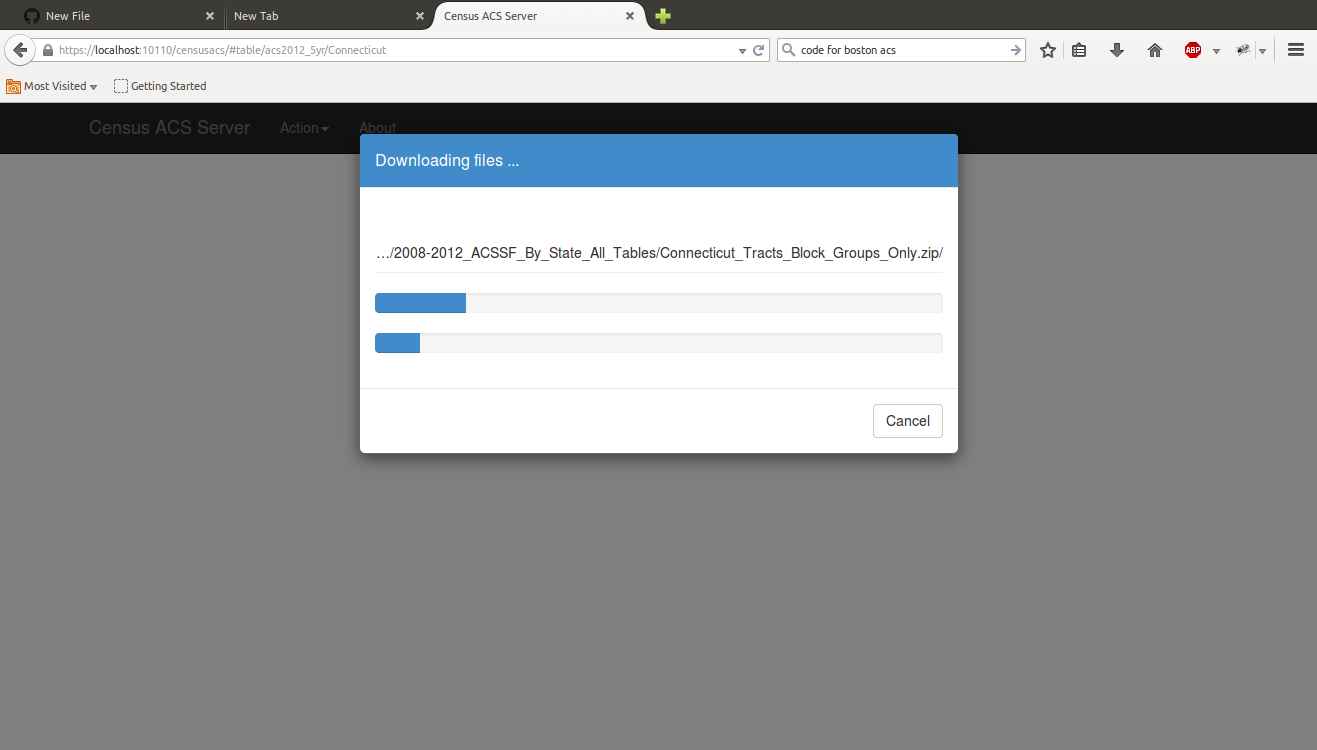 New File
New Tab
Census ACS Server
https://localhost:10110/censusacs/#table/acs2012_5yr/Connecticut
code for boston acs
ABP
Most Visited
Getting Started
Census ACS Server Action About
Downloading files ...
…/2008-2012_ACSSF_By_State_All_Tables/Connecticut_Tracts_Block_Groups_Only.zip/
Cancel